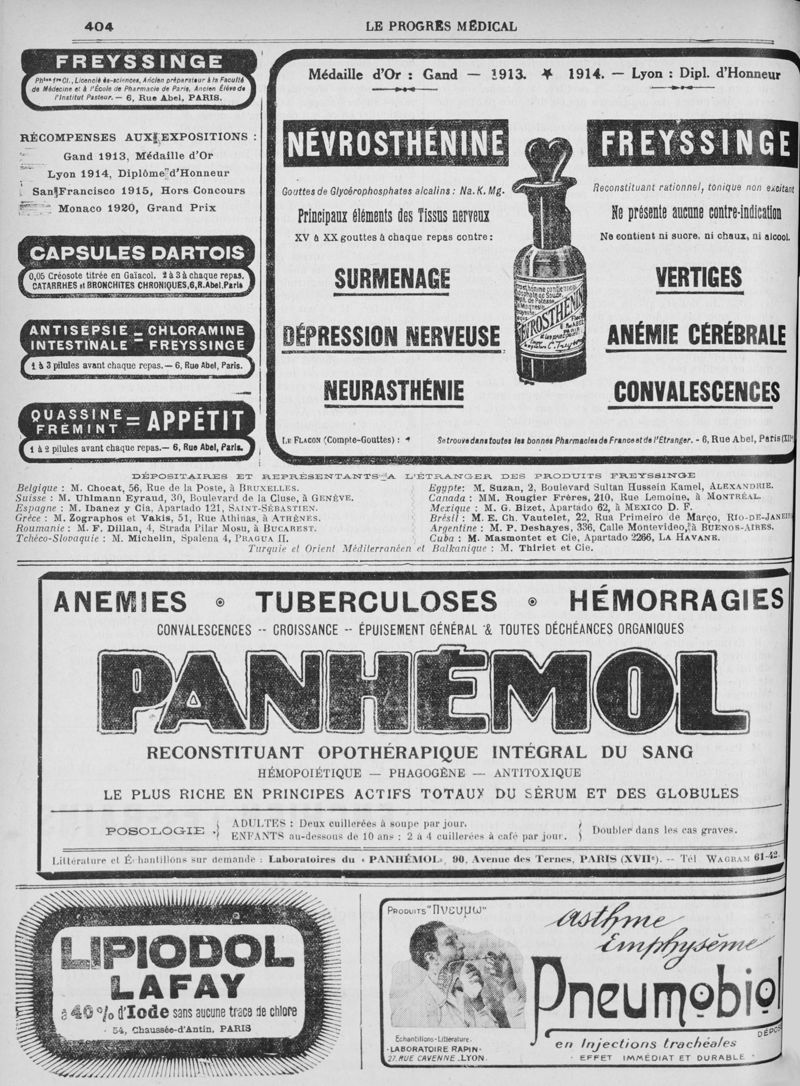 404
LE PROGRÈS MÉDICAL
FREYSSINGE
Phien 1re Cl., Licencié ès-sciences, Ancien préparateur à la Faculté
de Médecine et à l'École de Pharmacie de Paris, Ancien Élève de
l'Institut Pasteur. — 6, Rue Abel, PARIS.
RÉCOMPENSES AUX EXPOSITIONS :
Gand 1913, Médaille d'Or
Lyon 1914, Diplôme d'Honneur
San Francisco 1915, Hors Concours
Monaco 1920, Grand Prix
CAPSULES DARTOIS
0,05 Créosote titrée en Gaïacol. 2 à 3 à chaque repas.
CATARRHES et BRONCHITES CHRONIQUES, 6, R. Abel, Paris
ANTISEPSIE INTESTINALE = CHLORAMINE FREYSSINGE
1 à 3 pilules avant chaque repas. — 6, Rue Abel, Paris.
QUASSINE FRÉMINT = APPÉTIT
1 à 2 pilules avant chaque repas. — 6, Rue Abel, Paris.
Médaille d'Or : Gand — 1913. ★ 1914. — Lyon : Dipl. d'Honneur
NÉVROSTHÉNINE FREYSSINGE
Gouttes de Glycérophosphates alcalins : Na. K. Mg.
Principaux éléments des Tissus nerveux
XV à XX gouttes à chaque repas contre :
SURMENAGE
DÉPRESSION NERVEUSE
NEURASTHÉNIE
Reconstituant rationnel, tonique non excitant
Ne présente aucune contre-indication
Ne contient ni sucre, ni chaux, ni alcool.
VERTIGES
ANÉMIE CÉRÉBRALE
CONVALESCENCES
LE FLACON (Compte-Gouttes) :
Se trouve dans toutes les bonnes Pharmacies de France et de l'Étranger. - 6, Rue Abel, Paris
DÉPOSITAIRES ET REPRÉSENTANTS A L'ÉTRANGER DES PRODUITS FREYSSINGE
Belgique : M. Chocat, 56, Rue de la Poste, à BRUXELLES.
Suisse : M. Uhlmann Eyraud, 30, Boulevard de la Cluse, à GENÈVE.
Espagne : M. Ibanez y Cia, Apartado 121, SAINT-SÉBASTIEN.
Grèce : M. Zographos et Vakis, 51, Rue Athinas, à ATHÈNES.
Roumanie : M. F. Dillan, 4, Strada Pilar Mosu, à BUCAREST.
Tchéco-Slovaquie : M. Michelin, Spalena 4, PRAGUA II.
Egypte : M. Suzan, 2, Boulevard Sultan Hussein Kamel, ALEXANDRIE.
Canada : MM. Rougier Frères, 210, Rue Lemoine, à MONTRÉAL.
Mexique : M. G. Bizet, Apartado 62, à MEXICO D. F.
Brésil : M. E. Ch. Vautelet, 22, Rua Primeiro de Março, RIO-DE-JANEIR
Argentine : M. P. Deshayes, 336, Calle Montevideo, à BUENOS-AIRES.
Cuba : M. Masmontet et Cie, Apartado 2266, LA HAVANE.
Turquie et Orient Méditerranéen et Balkanique : M. Thiriet et Cie.
ANEMIES ● TUBERCULOSES ● HÉMORRAGIES
CONVALESCENCES -- CROISSANCE -- ÉPUISEMENT GÉNÉRAL & TOUTES DÉCHÉANCES ORGANIQUES
PANHÉMOL
RECONSTITUANT OPOTHÉRAPIQUE INTÉGRAL DU SANG
HÉMOPOIÉTIQUE — PHAGOGÈNE — ANTITOXIQUE
LE PLUS RICHE EN PRINCIPES ACTIFS TOTAUX DU SÉRUM ET DES GLOBULES
POSOLOGIE
ADULTES : Deux cuillerées à soupe par jour.
ENFANTS au-dessous de 10 ans : 2 à 4 cuillerées à café par jour.
Doubler dans les cas graves.
Littérature et Échantillons sur demande : Laboratoires du « PANHÉMOL », 90, Avenue des Ternes, PARIS (XVIIe). -- Tél WAGRAM 61-42.
LIPIODOL
LAFAY
à 40 % d'Iode sans aucune trace de chlore
54, Chaussée-d'Antin, PARIS
PRODUITS "Πνευμω"
asthme
emphysème
Pneumobiol
en Injections trachéales
EFFET IMMÉDIAT ET DURABLE
Echantillons-Littérature:
-LABORATOIRE RAPIN-
27, RUE CAVENNE. LYON.